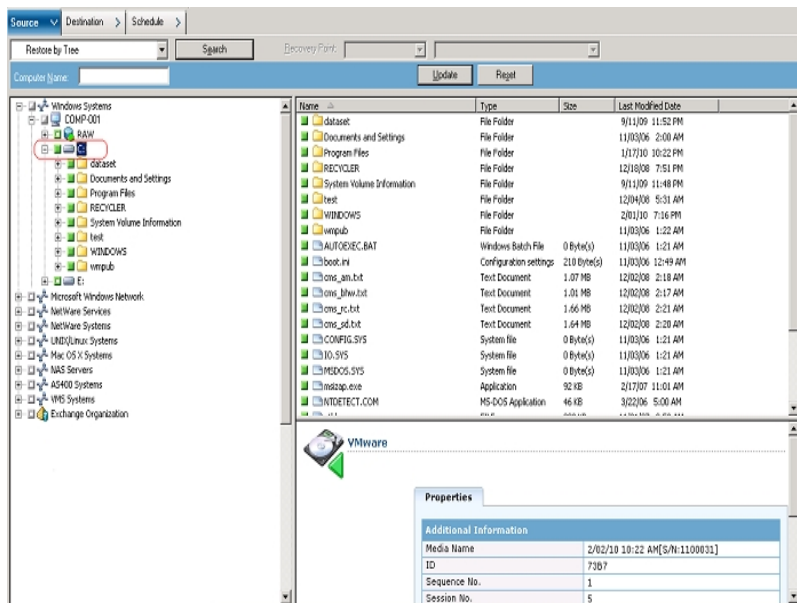 Source Destination Schedule
Restore by Tree Search Recovery Point:
Computer Name: Update Reset
Windows Systems
COMP-001
RAW
C:
dataset
Documents and Settings
Program Files
RECYCLER
System Volume Information
test
WINDOWS
wmpub
E:
Microsoft Windows Network
NetWare Services
NetWare Systems
UNIX/Linux Systems
Mac OS X Systems
NAS Servers
AS400 Systems
VMS Systems
Exchange Organization
Name Type Size Last Modified Date
dataset File Folder 9/11/09 11:52 PM
Documents and Settings File Folder 11/03/06 2:00 AM
Program Files File Folder 1/17/10 10:22 PM
RECYCLER File Folder 12/18/08 7:51 PM
System Volume Information File Folder 9/11/09 11:48 PM
test File Folder 12/04/08 5:31 AM
WINDOWS File Folder 2/01/10 7:16 PM
wmpub File Folder 11/03/06 1:22 AM
AUTOEXEC.BAT Windows Batch File 0 Byte(s) 11/03/06 1:21 AM
boot.ini Configuration settings 210 Byte(s) 11/03/06 12:49 AM
cms_am.txt Text Document 1.07 MB 12/02/08 2:18 AM
cms_bhw.txt Text Document 1.01 MB 12/02/08 2:17 AM
cms_rc.txt Text Document 1.66 MB 12/02/08 2:21 AM
cms_sd.txt Text Document 1.64 MB 12/02/08 2:20 AM
CONFIG.SYS System file 0 Byte(s) 11/03/06 1:21 AM
IO.SYS System file 0 Byte(s) 11/03/06 1:21 AM
MSDOS.SYS System file 0 Byte(s) 11/03/06 1:21 AM
msizap.exe Application 92 KB 2/17/07 11:01 AM
NTDETECT.COM MS-DOS Application 46 KB 3/22/06 5:00 AM
VMware
Properties
Additional Information
Media Name 2/02/10 10:22 AM[S/N:1100031]
ID 73B7
Sequence No. 1
Session No. 5